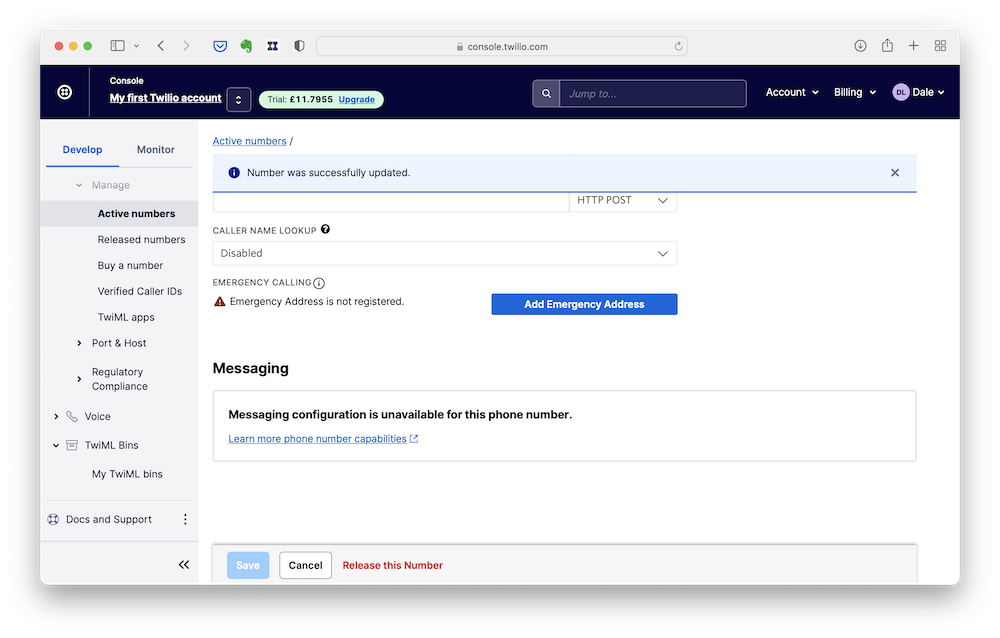 console.twilio.com
Console
My first Twilio account
Trial: £11.7955 Upgrade
Jump to...
Account
Billing
DL Dale
Develop
Monitor
Manage
Active numbers
Released numbers
Buy a number
Verified Caller IDs
TwiML apps
Port & Host
Regulatory
Compliance
Voice
TwiML Bins
My TwiML bins
Docs and Support
Active numbers /
Number was successfully updated.
HTTP POST
CALLER NAME LOOKUP
Disabled
EMERGENCY CALLING
Emergency Address is not registered.
Add Emergency Address
Messaging
Messaging configuration is unavailable for this phone number.
Learn more phone number capabilities
Save
Cancel
Release this Number